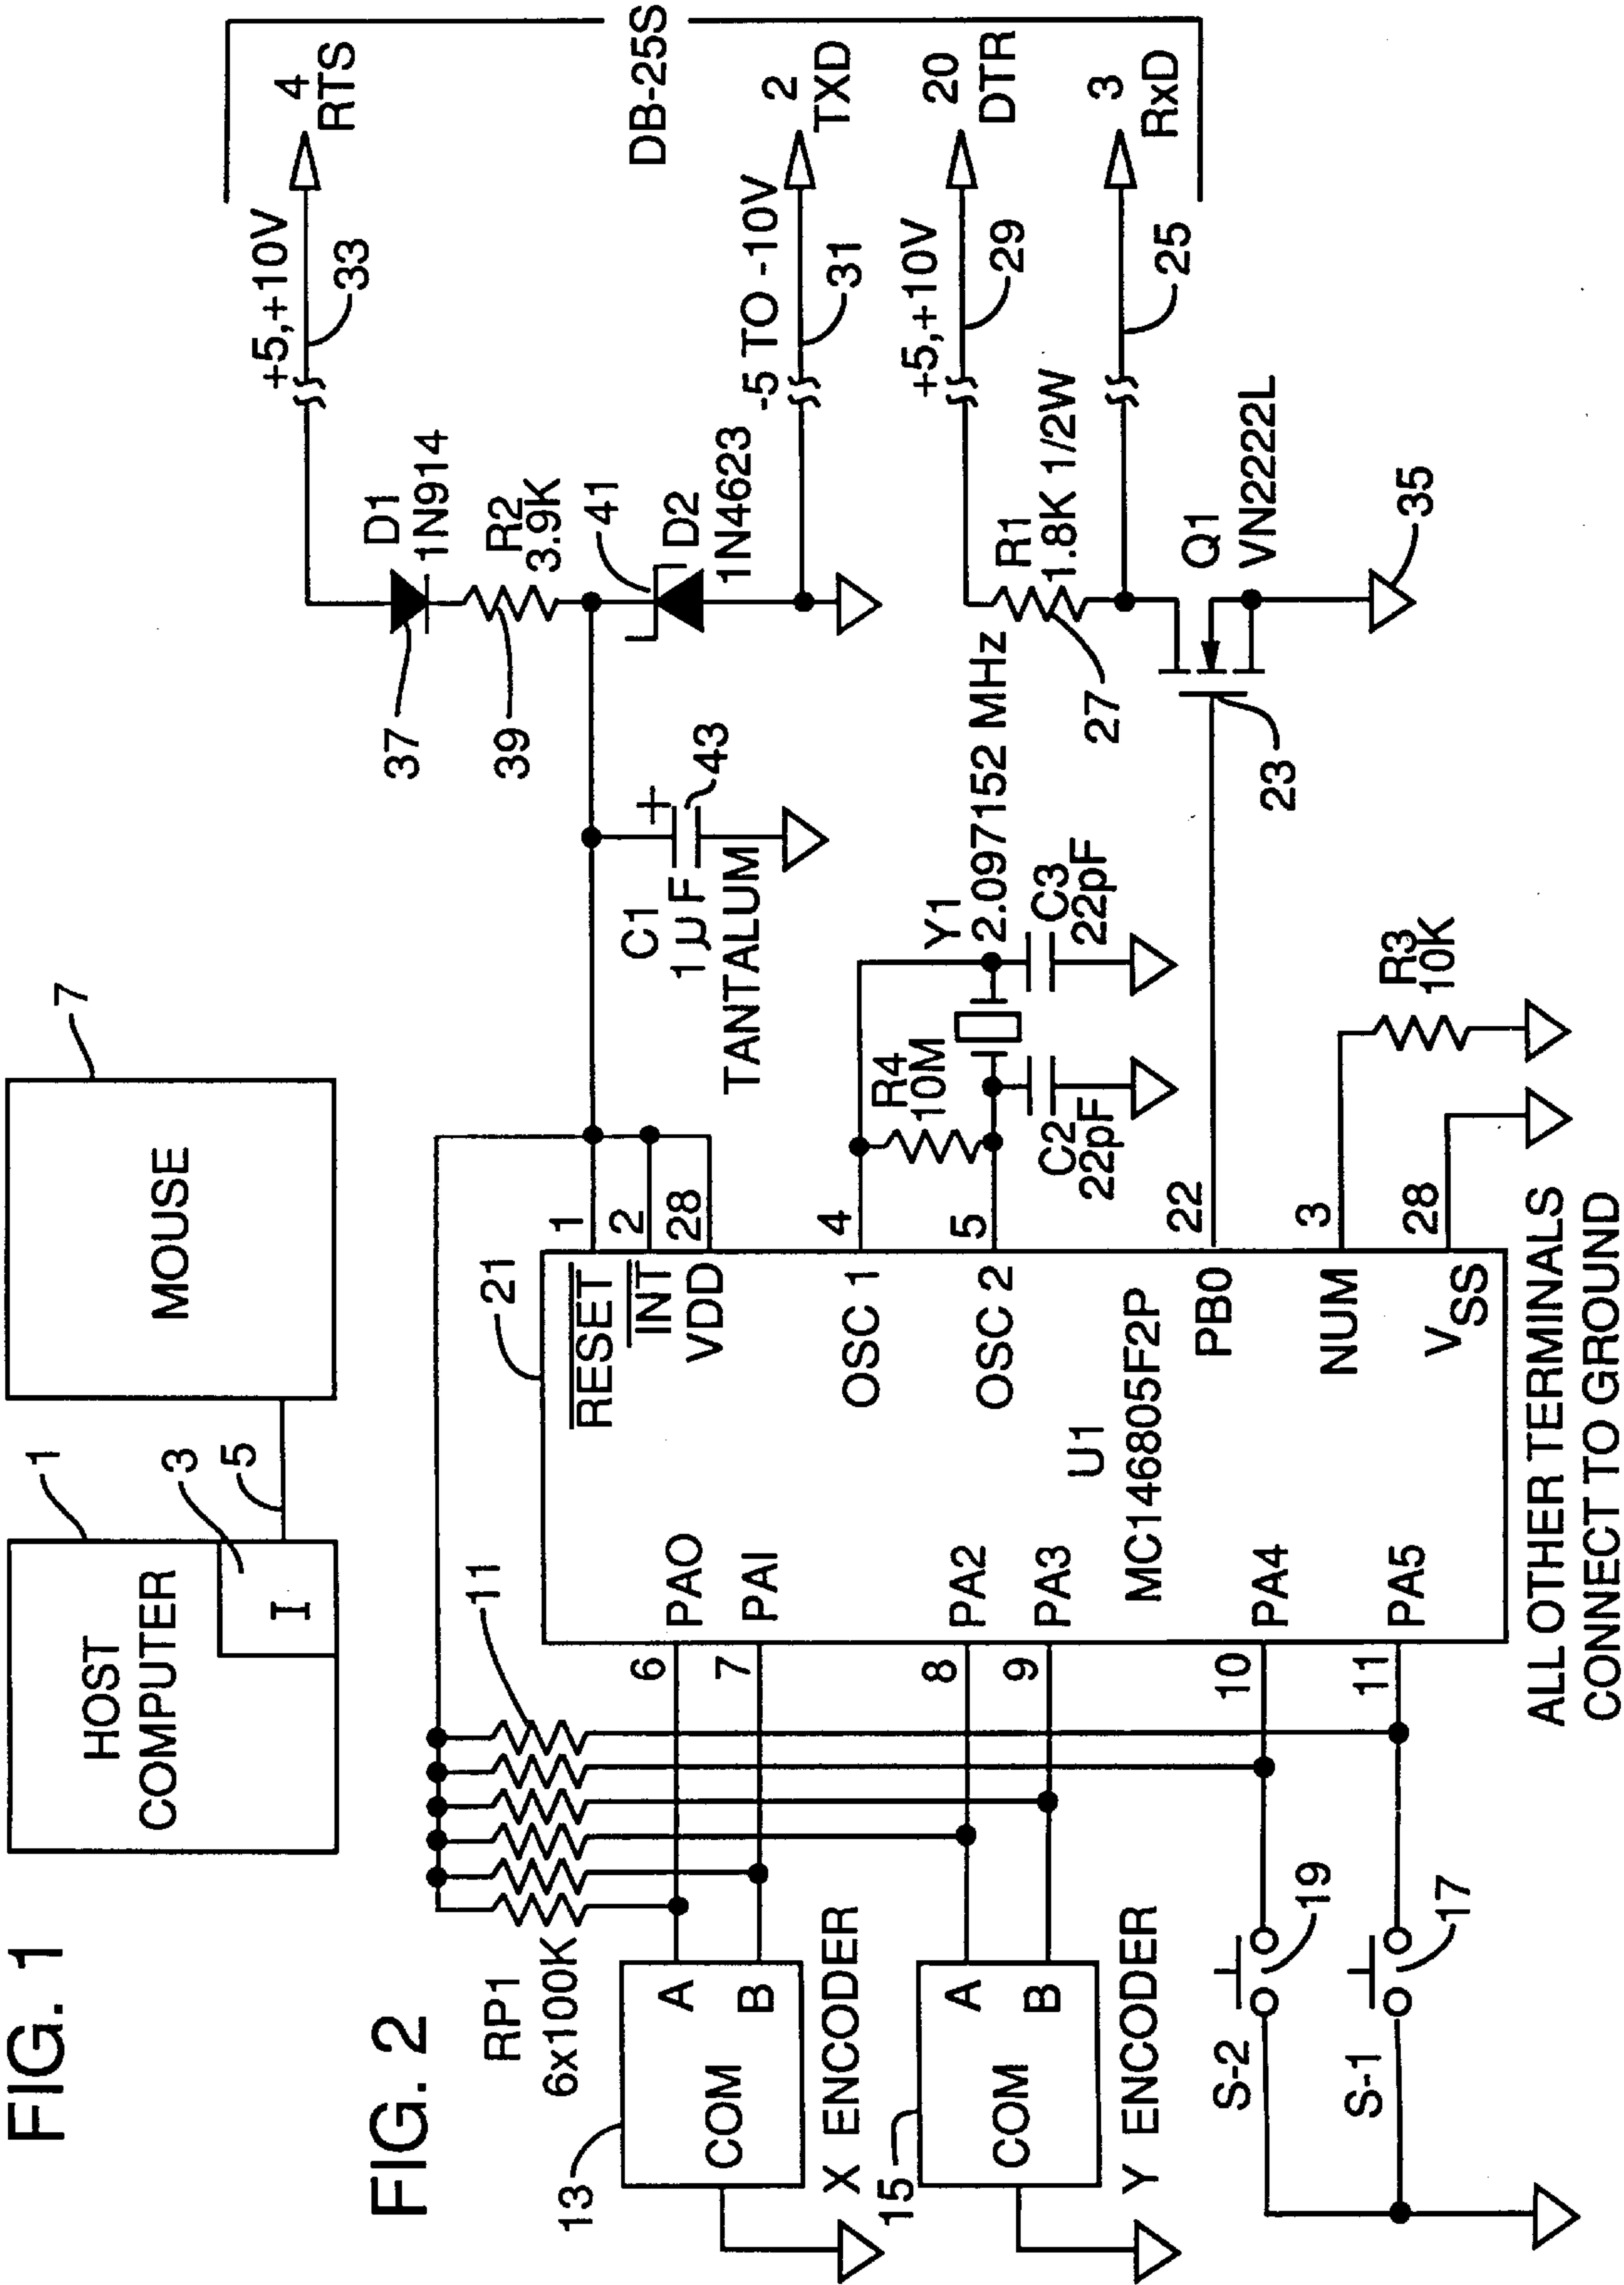 FIG. 1
HOST
COMPUTER
1
3
I
5
MOUSE
7
FIG. 2
RP1
6x100K
11
13
COM
A
B
X ENCODER
15
COM
A
B
Y ENCODER
S-2
19
S-1
17
6
7
8
9
10
11
PAO
PAI
PA2
PA3
PA4
PA5
21
U1
MC146805F2P
RESET
INT
VDD
OSC 1
OSC 2
PB0
NUM
VSS
1
2
28
4
5
22
3
28
ALL OTHER TERMINALS
CONNECT TO GROUND
R4
10M
C2
22pF
Y1
2.097152 MHz
C3
22pF
R3
10K
C1
1µF
TANTALUM
+
43
37
D1
1N914
39
R2
3.9K
41
D2
1N4623
27
R1
1.8K 1/2W
23
Q1
VN2222L
35
+5,+10V
33
-5 TO -10V
31
+5,+10V
29
25
4
RTS
DB-25S
2
TXD
20
DTR
3
RxD